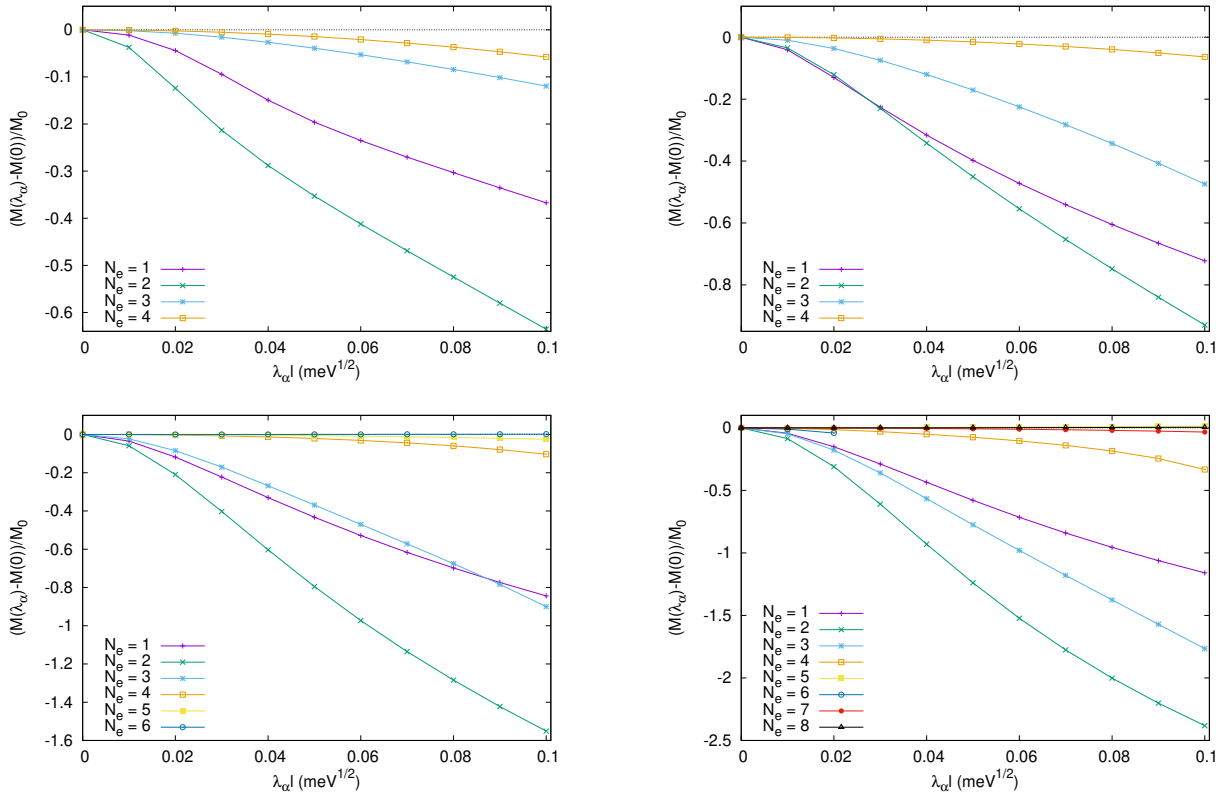 0
-0.1
-0.2
-0.3
-0.4
-0.5
-0.6
(M(λα)-M(0))/M0
Ne = 1
Ne = 2
Ne = 3
Ne = 4
0 0.02 0.04 0.06 0.08 0.1
λαl (meV1/2)
0
-0.2
-0.4
-0.6
-0.8
(M(λα)-M(0))/M0
Ne = 1
Ne = 2
Ne = 3
Ne = 4
0 0.02 0.04 0.06 0.08 0.1
λαl (meV1/2)
0
-0.2
-0.4
-0.6
-0.8
-1
-1.2
-1.4
-1.6
(M(λα)-M(0))/M0
Ne = 1
Ne = 2
Ne = 3
Ne = 4
Ne = 5
Ne = 6
0 0.02 0.04 0.06 0.08 0.1
λαl (meV1/2)
0
-0.5
-1
-1.5
-2
-2.5
(M(λα)-M(0))/M0
Ne = 1
Ne = 2
Ne = 3
Ne = 4
Ne = 5
Ne = 6
Ne = 7
Ne = 8
0 0.02 0.04 0.06 0.08 0.1
λαl (meV1/2)